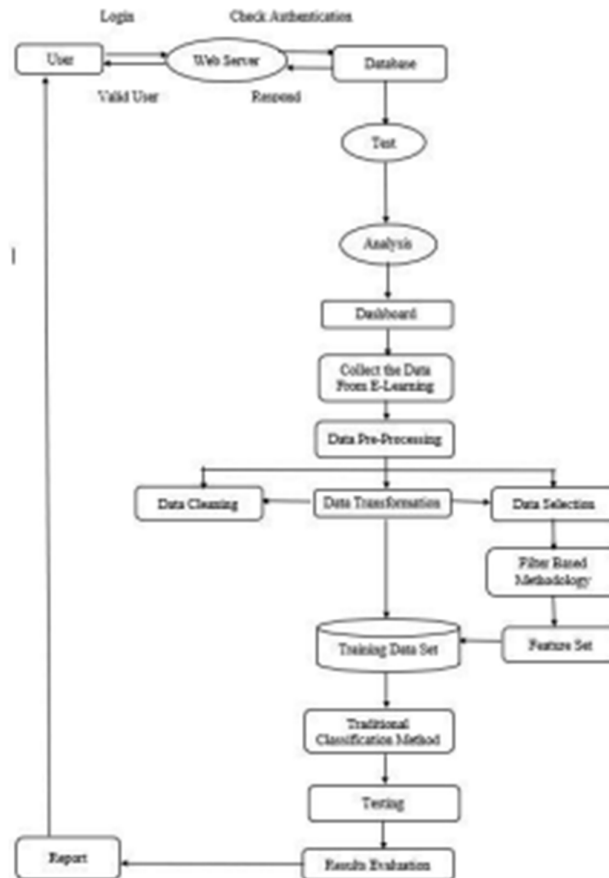 Login
Check Authentication
User
Web Server
Database
Valid User
Respond
Test
Analysis
Dashboard
Collect the Data
From E-Learning
Data Pre-Processing
Data Cleaning
Data Transformation
Data Selection
Filter Based
Methodology
Training Data Set
Feature Set
Traditional
Classification Method
Testing
Report
Results Evaluation